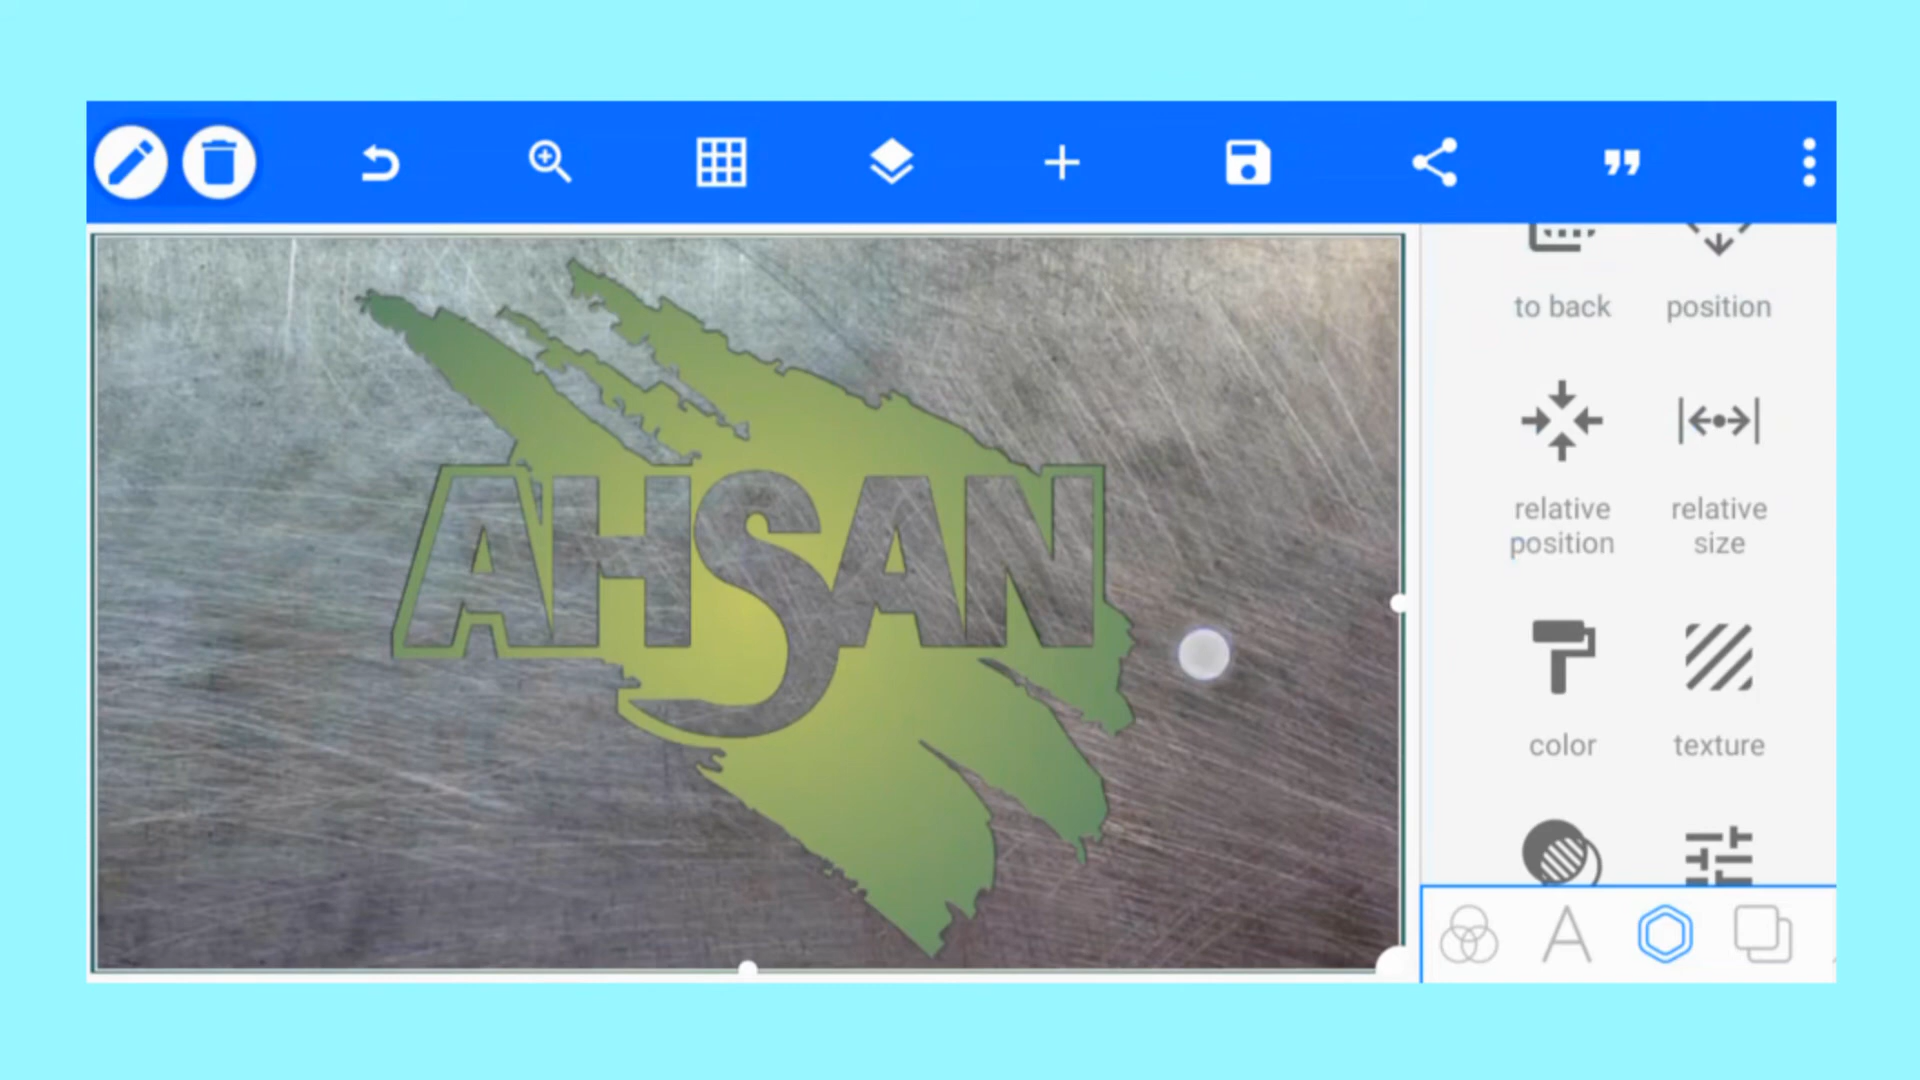 AHSAN
to back
position
relative
position
relative
size
color
texture